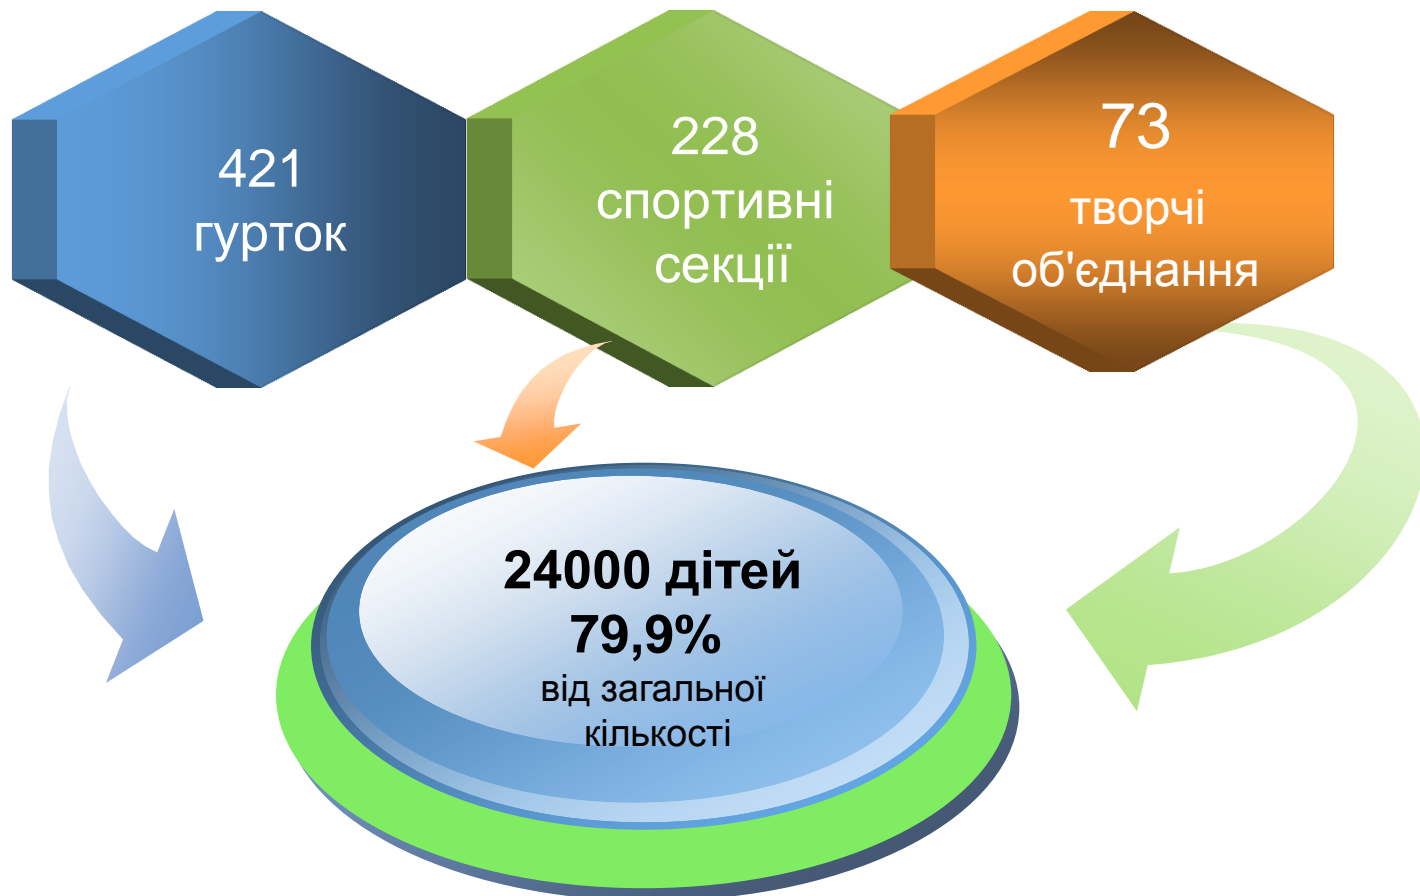 421
гурток
228
спортивні
секції
73
творчі
об'єднання
24000 дітей
79,9%
від загальної
кількості